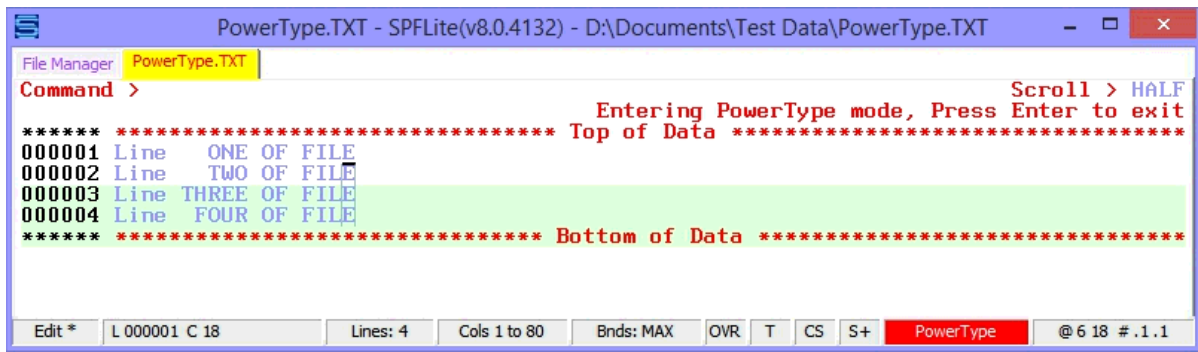 PowerType.TXT - SPFLite(v8.0.4132) - D:\Documents\Test Data\PowerType.TXT
File Manager PowerType.TXT
Command > Scroll > HALF
Entering PowerType mode, Press Enter to exit
****** ********************************* Top of Data **********************************
000001 Line   ONE OF FILE
000002 Line   TWO OF FILE
000003 Line THREE OF FILE
000004 Line  FOUR OF FILE
****** ******************************** Bottom of Data ********************************
Edit * L 000001 C 18 Lines: 4 Cols 1 to 80 Bnds: MAX OVR T CS S+ PowerType @ 6 18 # .1 .1